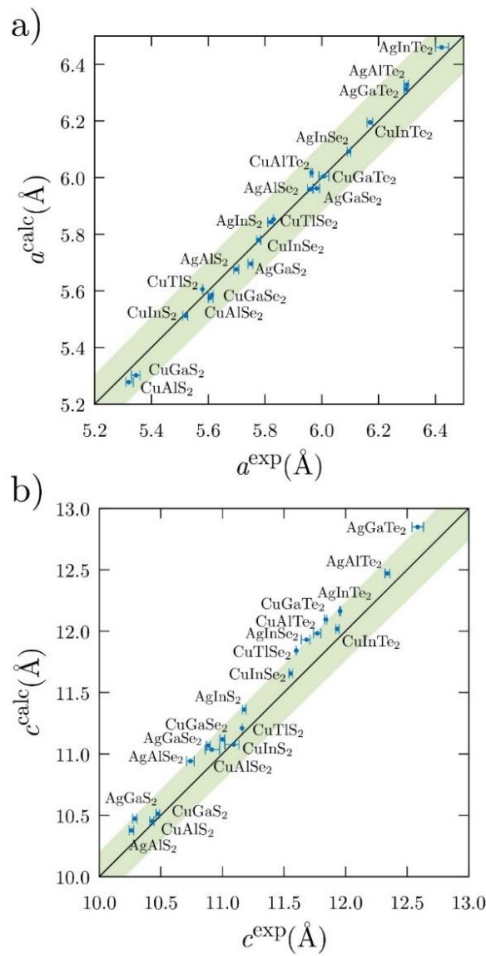 a)
6.4
6.2
6.0
5.8
5.6
5.4
5.2
a^calc(Å)
AgInTe₂
AgAlTe₂
AgGaTe₂
CuInTe₂
AgInSe₂
CuAlTe₂
CuGaTe₂
AgAlSe₂
AgGaSe₂
AgInS₂
CuTlSe₂
CuInSe₂
AgAlS₂
AgGaS₂
CuTlS₂
CuGaSe₂
CuInS₂
CuAlSe₂
CuGaS₂
CuAlS₂
5.2 5.4 5.6 5.8 6.0 6.2 6.4
a^exp(Å)
b)
13.0
12.5
12.0
11.5
11.0
10.5
10.0
c^calc(Å)
AgGaTe₂
AgAlTe₂
AgInTe₂
CuGaTe₂
CuAlTe₂
AgInSe₂
CuInTe₂
CuTlSe₂
CuInSe₂
AgInS₂
CuGaSe₂
CuTlS₂
AgGaSe₂
CuInS₂
AgAlSe₂
CuAlSe₂
AgGaS₂
CuGaS₂
CuAlS₂
AgAlS₂
10.0 10.5 11.0 11.5 12.0 12.5 13.0
c^exp(Å)